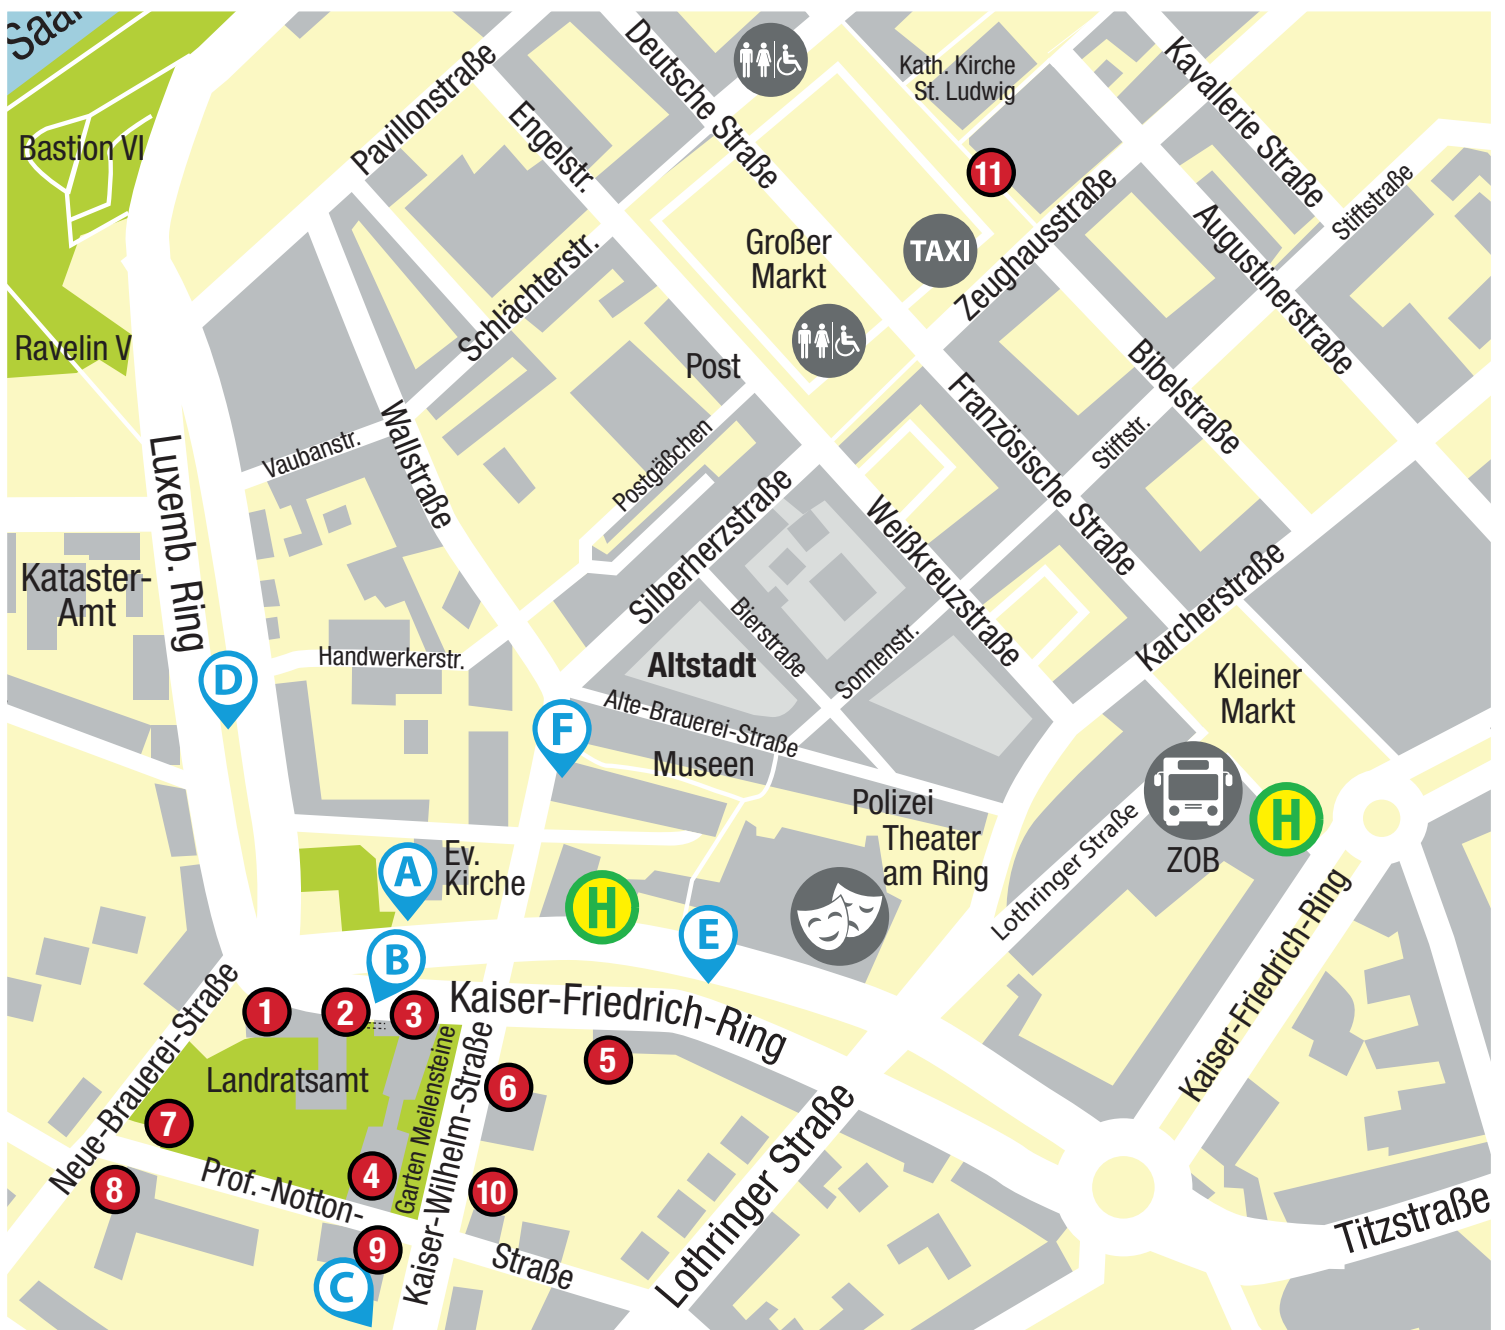 Saar
Bastion VI
Ravelin V
Pavillonstraße
Engelstr.
Deutsche Straße
Kath. Kirche
St. Ludwig
Kavallerie Straße
Stiftstraße
11
Zeughausstraße
Augustinerstraße
TAXI
Großer
Markt
Schlächterstr.
Post
Bibelstraße
Französische Straße
Stiftstr.
Wallstraße
Vaubanstr.
Postgäßchen
Luxemb. Ring
Silberherzstraße
Weißkreuzstraße
Karcherstraße
Kataster-
Amt
Bierstraße
Sonnenstr.
Handwerkerstr.
Altstadt
Kleiner
Markt
D
F
Alte-Brauerei-Straße
Museen
Polizei
Theater
am Ring
Lothringer Straße
ZOB
H
A
Ev.
Kirche
H
E
B
Kaiser-Friedrich-Ring
Neue-Brauerei-Straße
1
2
3
Kaiser-Friedrich-Ring
5
Landratsamt
Garten Meilensteine
Kaiser-Wilhelm-Straße
6
7
4
8
Prof.-Notton-
Straße
10
9
C
Lothringer Straße
Titzstraße